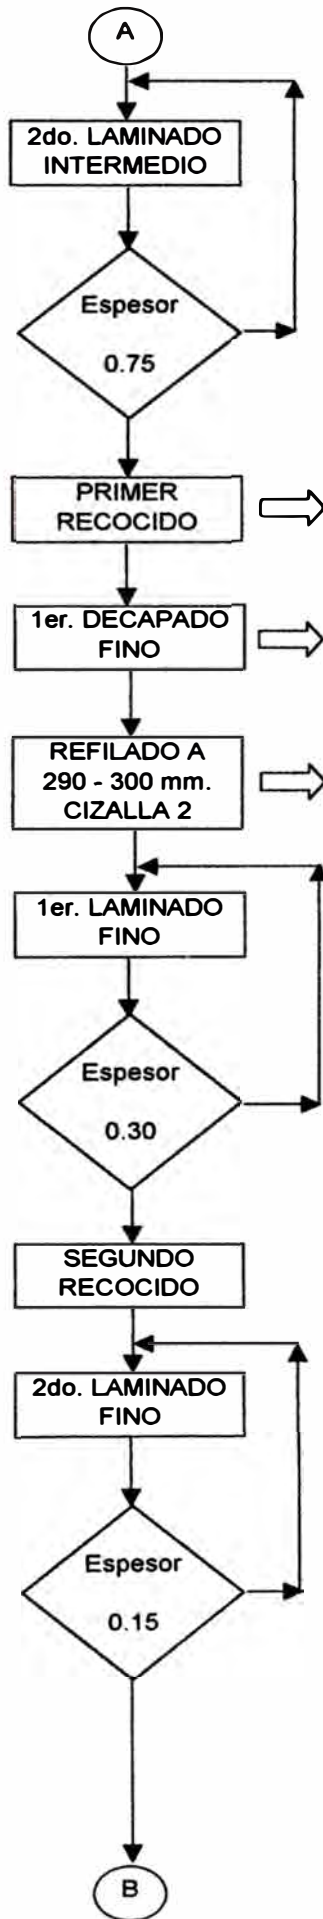 A
2do. LAMINADO
INTERMEDIO
Espesor
0.75
PRIMER
RECOCIDO
1er. DECAPADO
FINO
REFILADO A
290 - 300 mm.
CIZALLA 2
1er. LAMINADO
FINO
Espesor
0.30
SEGUNDO
RECOCIDO
2do. LAMINADO
FINO
Espesor
0.15
B